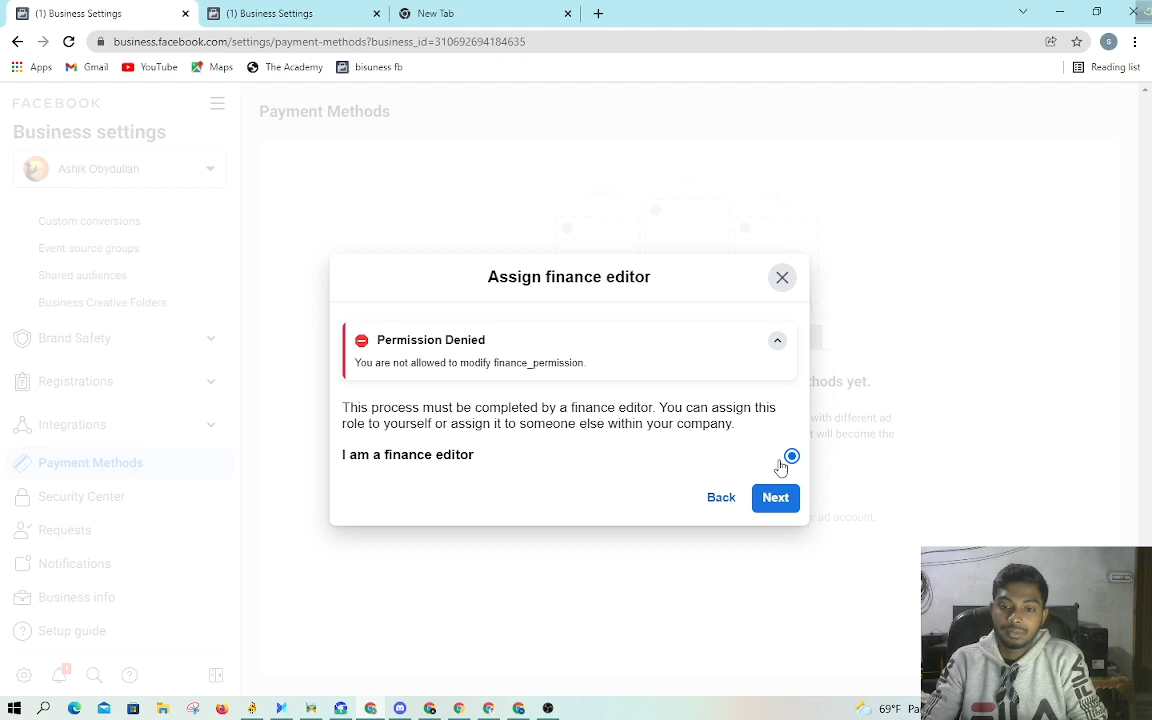 (1) Business Settings
(1) Business Settings
New Tab
business.facebook.com/settings/payment-methods?business_id=310692694184635
S
Apps
Gmail
YouTube
Maps
The Academy
bisuness fb
Reading list
FACEBOOK
Business settings
Ashik Obydullah
Custom conversions
Event source groups
Shared audiences
Business Creative Folders
Brand Safety
Registrations
Integrations
Payment Methods
Security Center
Requests
Notifications
Business info
Setup guide
1
Payment Methods
hods yet.
with different ad
t will become the
ur ad account.
Assign finance editor
Permission Denied
You are not allowed to modify finance_permission.
This process must be completed by a finance editor. You can assign this
role to yourself or assign it to someone else within your company.
I am a finance editor
Back
Next
FILA
69°F